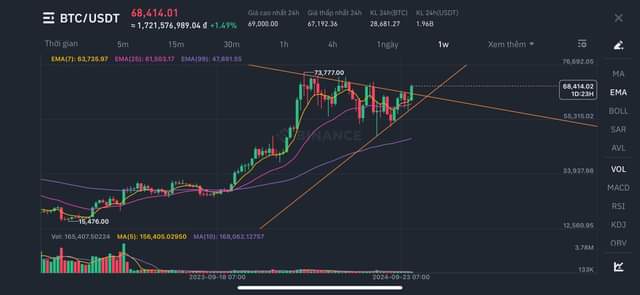 BTC/USDT
68,414.01
≈ 1,721,576,989.04 ₫ +1.49%
Giá cao nhất 24h
69,000.00
Giá thấp nhất 24h
67,192.36
KL 24h(BTC)
28,681.27
KL 24h(USDT)
1.96B
Thời gian 5m 15m 30m 1h 4h 1ngày 1w Xem thêm
EMA(7): 63,735.97 EMA(25): 61,503.17 EMA(99): 47,691.55
76,692.05
73,777.00
68,414.02
1D:23H
55,315.02
BINANCE
33,937.98
15,476.00
12,560.95
Vol: 165,407.50224 MA(5): 156,405.02950 MA(10): 168,063.12757
3.78M
133K
2023-09-18 07:00 2024-09-23 07:00
MA
EMA
BOLL
SAR
AVL
VOL
MACD
RSI
KDJ
OBV